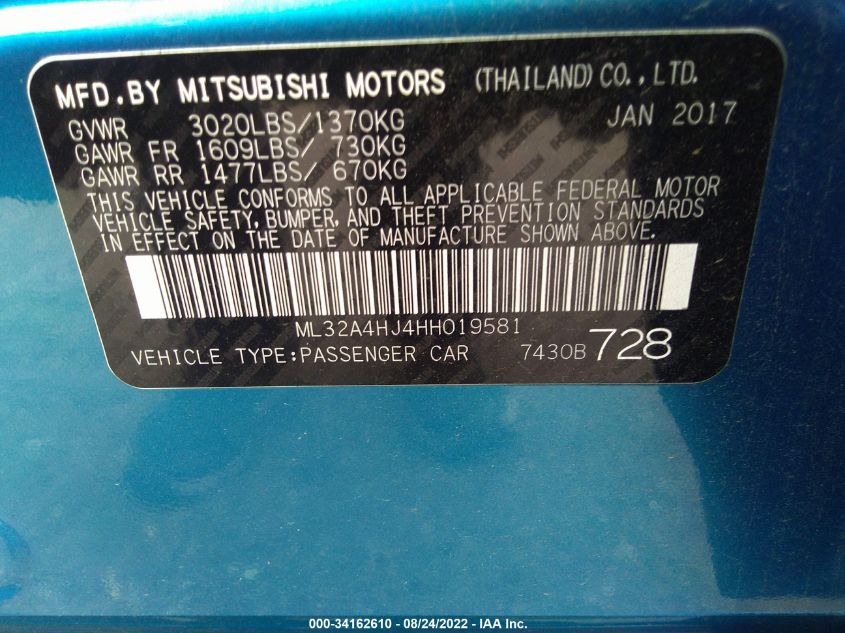 MFD.BY MITSUBISHI MOTORS (THAILAND) CO., LTD.
GVWR 3020LBS/1370KG JAN 2017
GAWR FR 1609LBS/ 730KG
GAWR RR 1477LBS/ 670KG
THIS VEHICLE CONFORMS TO ALL APPLICABLE FEDERAL MOTOR
VEHICLE SAFETY, BUMPER, AND THEFT PREVENTION STANDARDS
IN EFFECT ON THE DATE OF MANUFACTURE SHOWN ABOVE.
ML32A4HJ4HH019581
VEHICLE TYPE:PASSENGER CAR 7430B 728
000-34162610 - 08/24/2022 - IAA Inc.